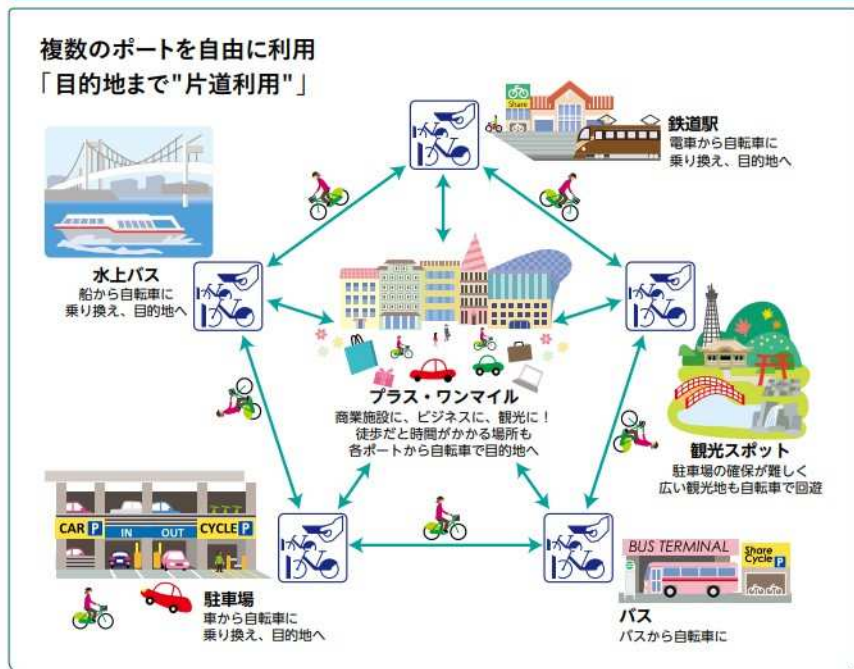 複数のポートを自由に利用
「目的地まで"片道利用"」
Share
鉄道駅
電車から自転車に
乗り換え、目的地へ
水上バス
船から自転車に
乗り換え、目的地へ
プラス・ワンマイル
商業施設に、ビジネスに、観光に！
徒歩だと時間がかかる場所も
各ポートから自転車で目的地へ
観光スポット
駐車場の確保が難しく
広い観光地も自転車で回遊
CAR P
IN
OUT
CYCLE P
駐車場
車から自転車に
乗り換え、目的地へ
BUS TERMINAL
Share
Cycle
P
バス
バスから自転車に